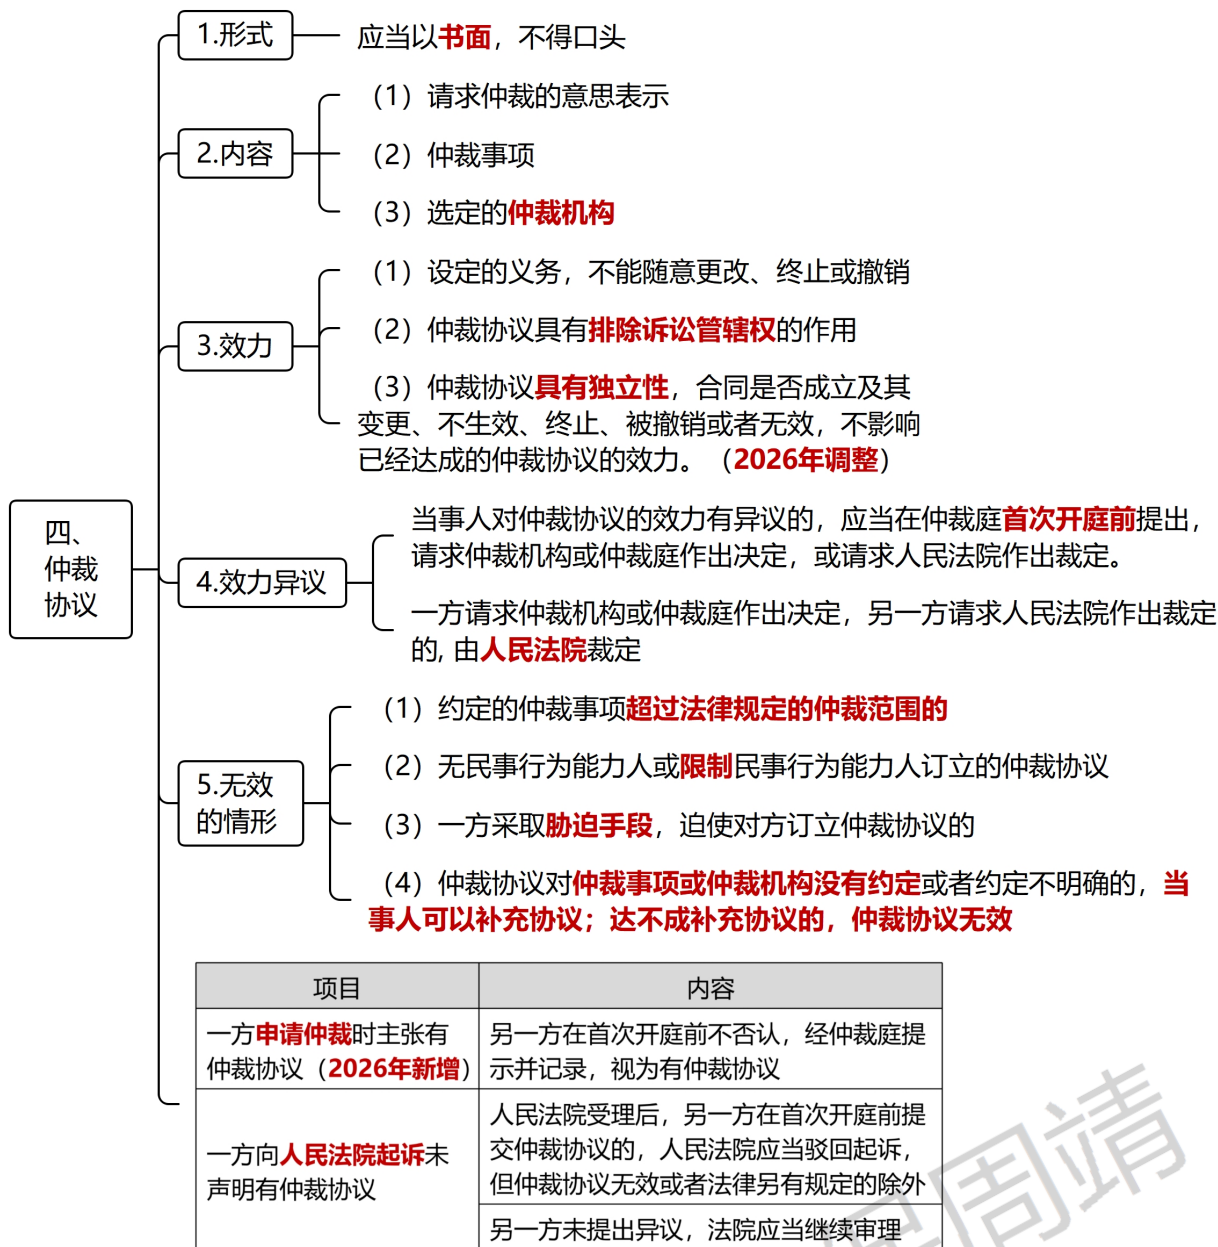 1.形式
应当以书面，不得口头
2.内容
（1）请求仲裁的意思表示
（2）仲裁事项
（3）选定的仲裁机构
3.效力
（1）设定的义务，不能随意更改、终止或撤销
（2）仲裁协议具有排除诉讼管辖权的作用
（3）仲裁协议具有独立性，合同是否成立及其
变更、不生效、终止、被撤销或者无效，不影响
已经达成的仲裁协议的效力。（2026年调整）
四、
仲裁
协议
4.效力异议
当事人对仲裁协议的效力有异议的，应当在仲裁庭首次开庭前提出，
请求仲裁机构或仲裁庭作出决定，或请求人民法院作出裁定。
一方请求仲裁机构或仲裁庭作出决定，另一方请求人民法院作出裁定
的, 由人民法院裁定
5.无效
的情形
（1）约定的仲裁事项超过法律规定的仲裁范围的
（2）无民事行为能力人或限制民事行为能力人订立的仲裁协议
（3）一方采取胁迫手段，迫使对方订立仲裁协议的
（4）仲裁协议对仲裁事项或仲裁机构没有约定或者约定不明确的，当
事人可以补充协议；达不成补充协议的，仲裁协议无效
项目
内容
一方申请仲裁时主张有
仲裁协议（2026年新增）
另一方在首次开庭前不否认，经仲裁庭提
示并记录，视为有仲裁协议
一方向人民法院起诉未
声明有仲裁协议
人民法院受理后，另一方在首次开庭前提
交仲裁协议的，人民法院应当驳回起诉，
但仲裁协议无效或者法律另有规定的除外
另一方未提出异议，法院应当继续审理
周靖